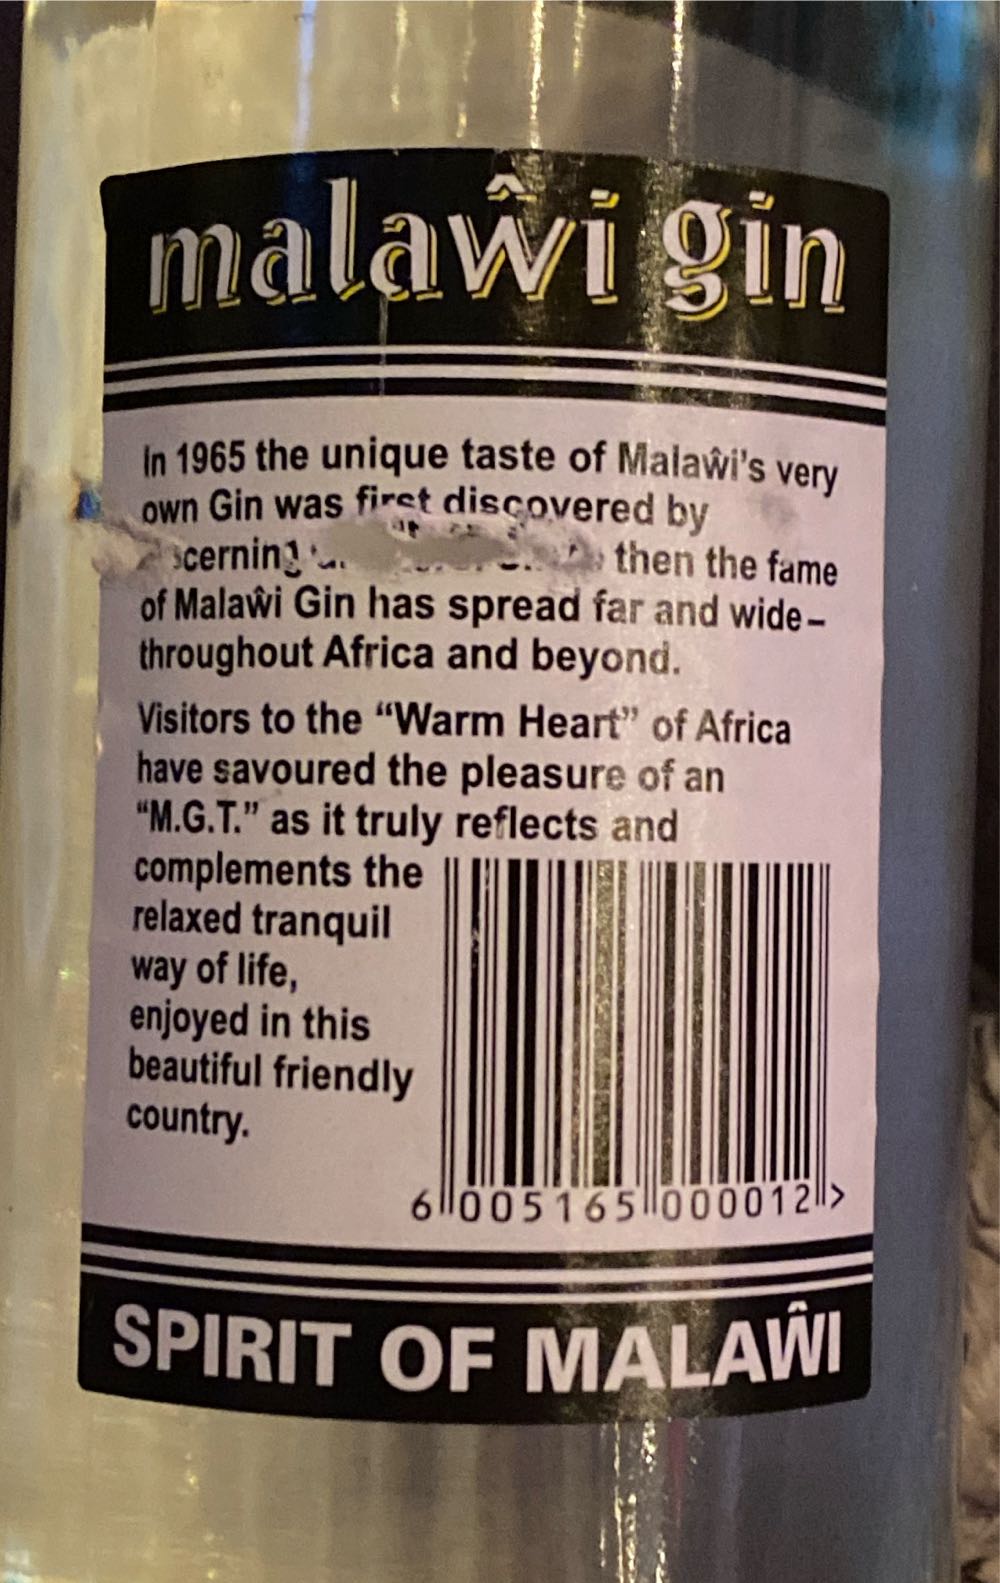 malaŵi gin
In 1965 the unique taste of Malaŵi's very
own Gin was first discovered by
then the fame
of Malaŵi Gin has spread far and wide–
throughout Africa and beyond.
Visitors to the “Warm Heart” of Africa
have savoured the pleasure of an
“M.G.T.” as it truly reflects and
complements the
relaxed tranquil
way of life,
enjoyed in this
beautiful friendly
country.
6 005165 000012 >
SPIRIT OF MALAŴI